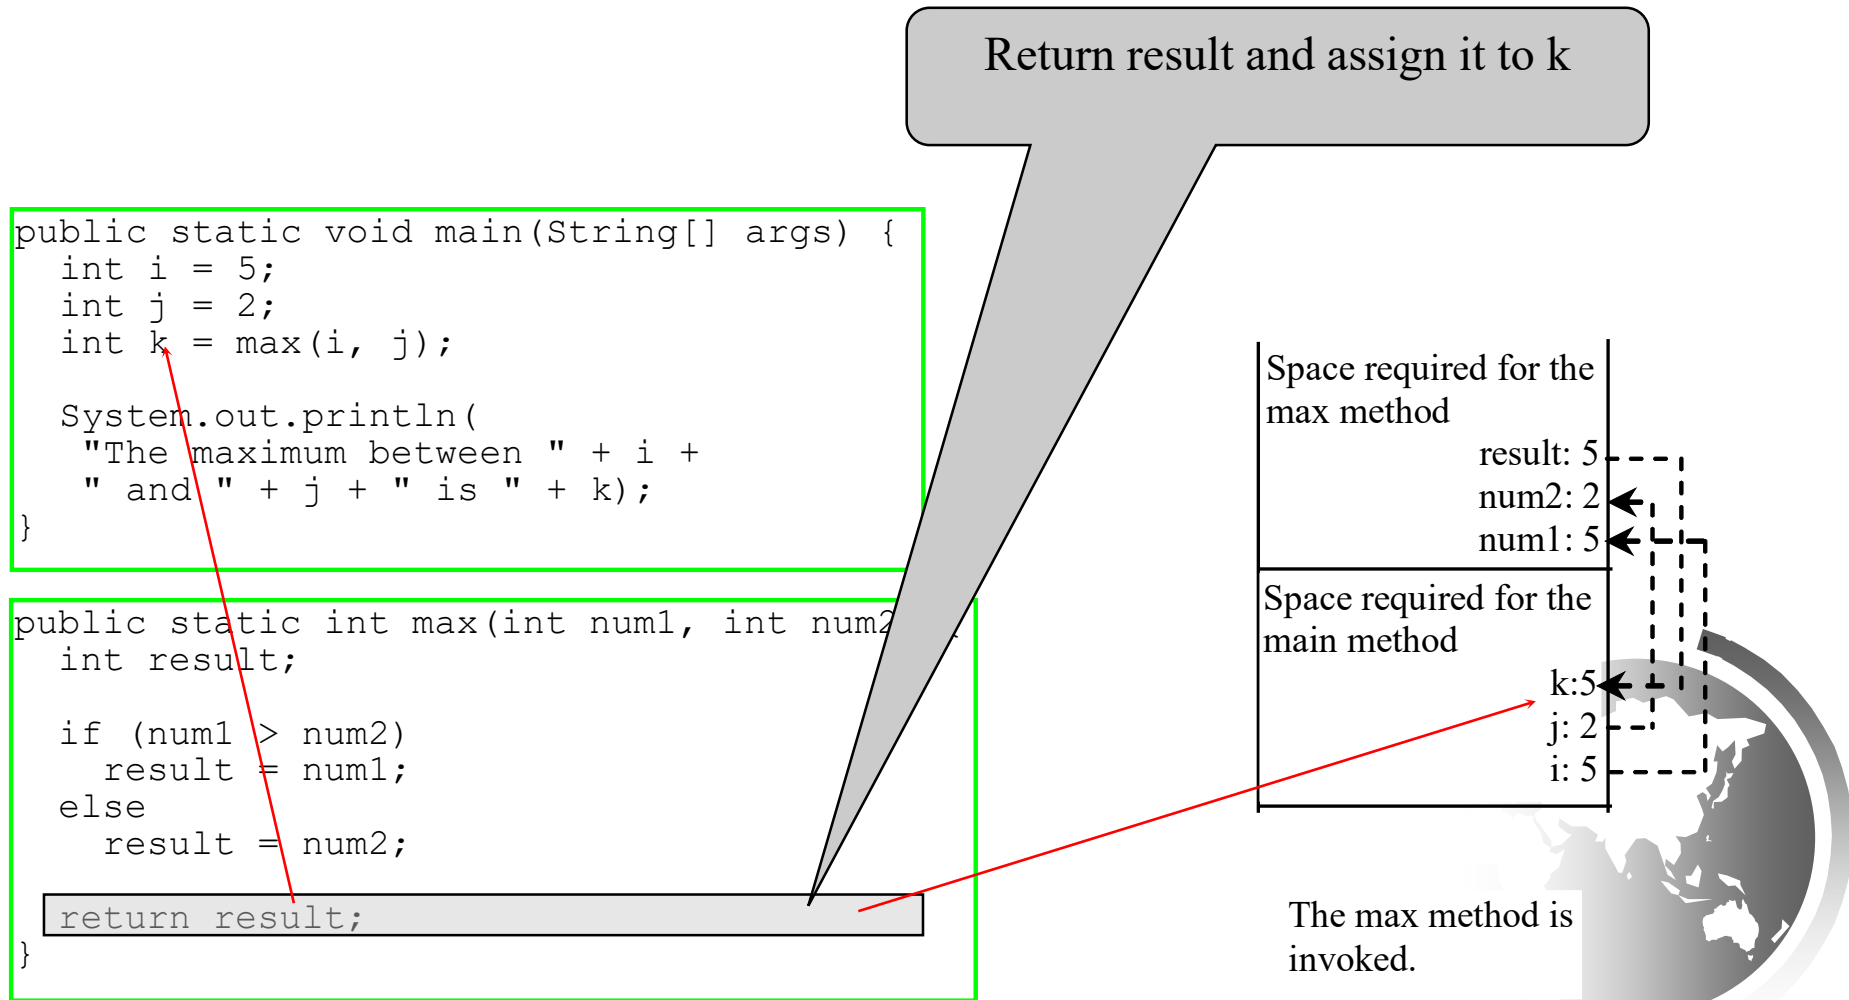 Return result and assign it to k
public static void main(String[] args) {
  int i = 5;
  int j = 2;
  int k = max(i, j);
  System.out.println(
   "The maximum between " + i +
   " and " + j + " is " + k);
}
public static int max(int num1, int num2
  int result;
  if (num1 > num2)
    result = num1;
  else
    result = num2;
  return result;
}
Space required for the
max method
result: 5
num2: 2
num1: 5
Space required for the
main method
k:5
j: 2
i: 5
The max method is
invoked.